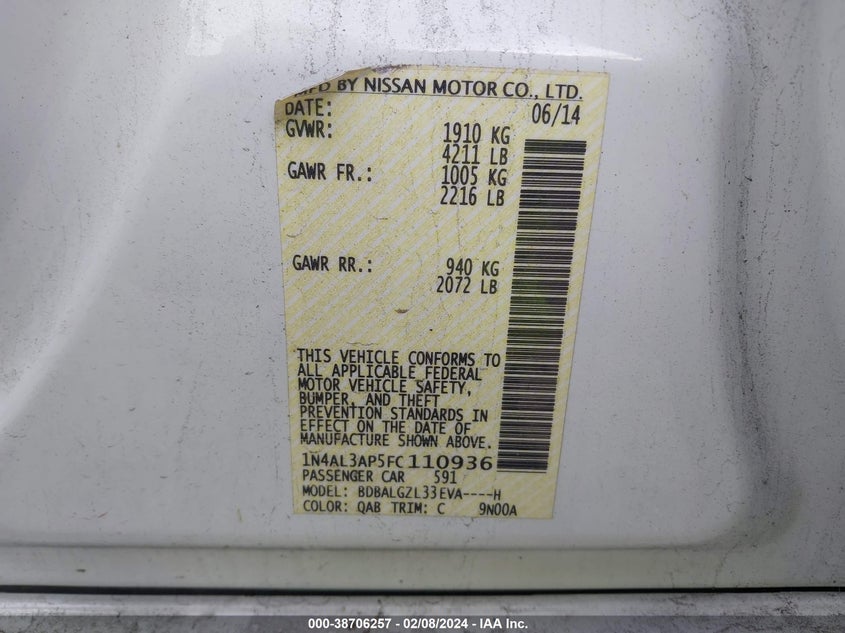 MFD BY NISSAN MOTOR CO., LTD.
DATE: 06/14
GVWR: 1910 KG
4211 LB
GAWR FR.: 1005 KG
2216 LB
GAWR RR.: 940 KG
2072 LB
THIS VEHICLE CONFORMS TO
ALL APPLICABLE FEDERAL
MOTOR VEHICLE SAFETY,
BUMPER, AND THEFT
PREVENTION STANDARDS IN
EFFECT ON THE DATE OF
MANUFACTURE SHOWN ABOVE.
1N4AL3AP5FC110936
PASSENGER CAR 591
MODEL: BDBALGZL33EVA----H
COLOR: QAB TRIM: C 9N00A
000-38706257 - 02/08/2024 - IAA Inc.